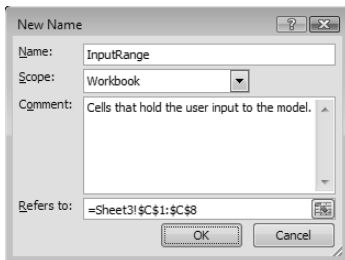 New Name
Name: InputRange
Scope: Workbook
Comment: Cells that hold the user input to the model.
Refers to: =Sheet3!$C$1:$C$8
OK Cancel